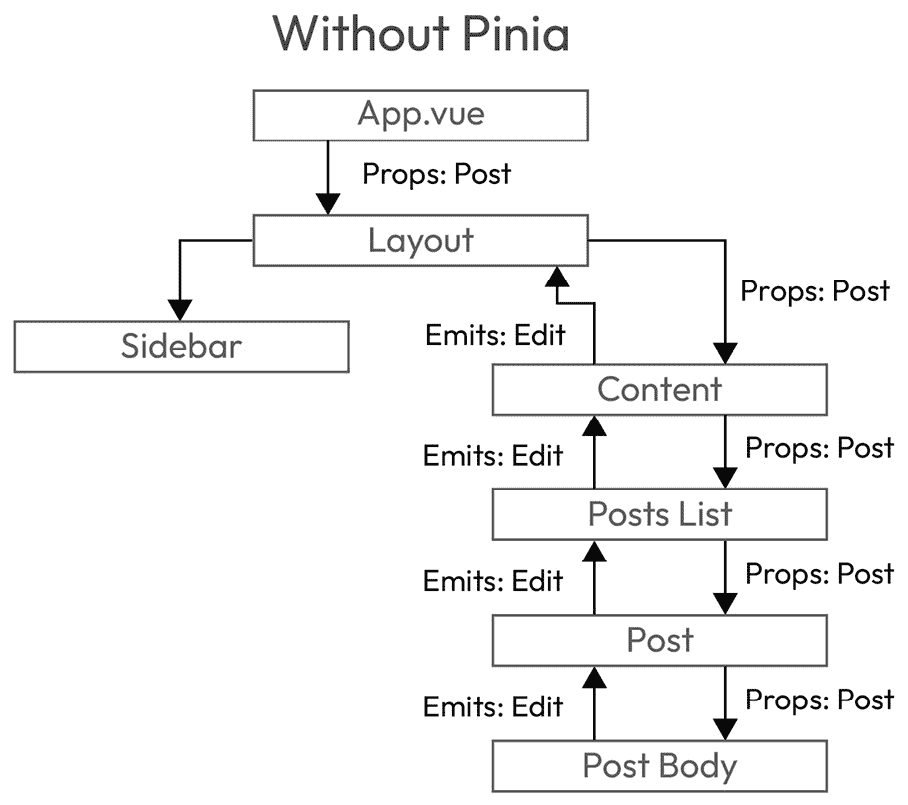 Without Pinia
App.vue
Props: Post
Layout
Props: Post
Emits: Edit
Sidebar
Content
Emits: Edit
Props: Post
Posts List
Emits: Edit
Props: Post
Post
Emits: Edit
Props: Post
Post Body